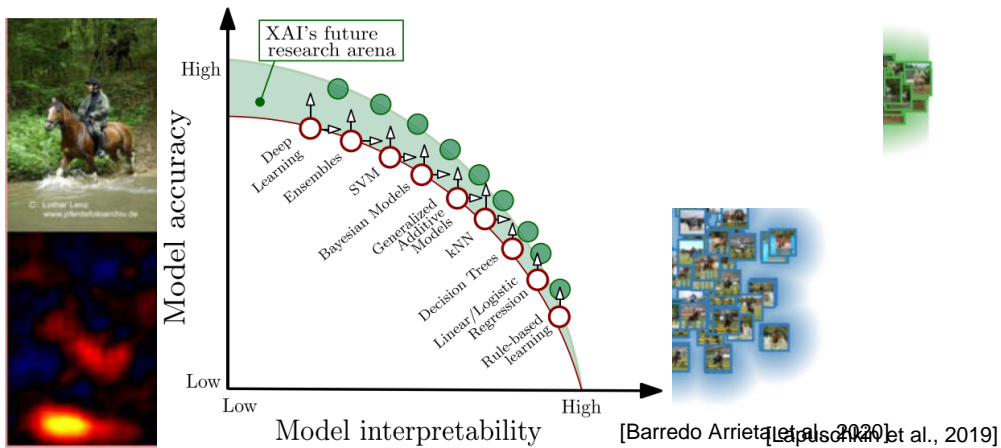 C: Lothar Lenz
www.pferdefotoarchiv.de
XAI's future
research arena
High
Model accuracy
Low
Deep
Learning
Ensembles
SVM
Bayesian Models
Generalized
Additive
Models
kNN
Decision Trees
Linear/Logistic
Regression
Rule-based
learning
Low
High
Model interpretability
[Barredo Arrieta et al., 2020]
[Lapuschkin et al., 2019]